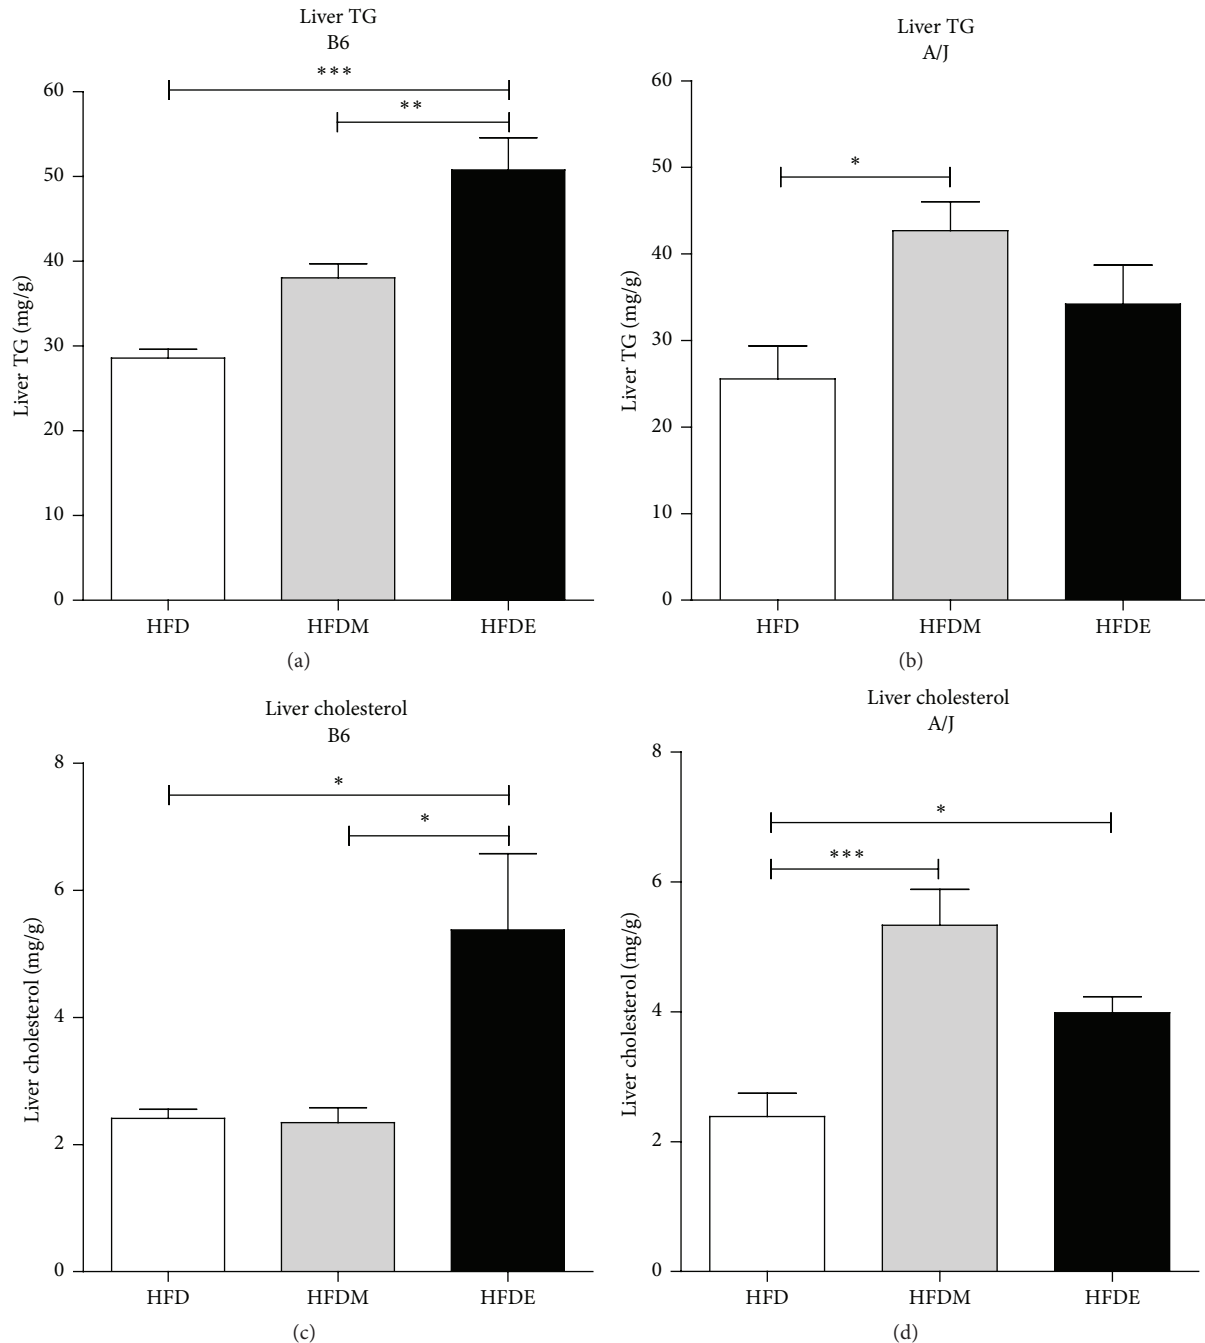 Liver TG
B6
***
**
60
50
40
30
20
10
0
Liver TG (mg/g)
HFD HFDM HFDE
(a)
Liver TG
A/J
*
60
50
40
30
20
10
0
Liver TG (mg/g)
HFD HFDM HFDE
(b)
Liver cholesterol
B6
*
*
8
6
4
2
0
Liver cholesterol (mg/g)
HFD HFDM HFDE
(c)
Liver cholesterol
A/J
*
***
8
6
4
2
0
Liver cholesterol (mg/g)
HFD HFDM HFDE
(d)